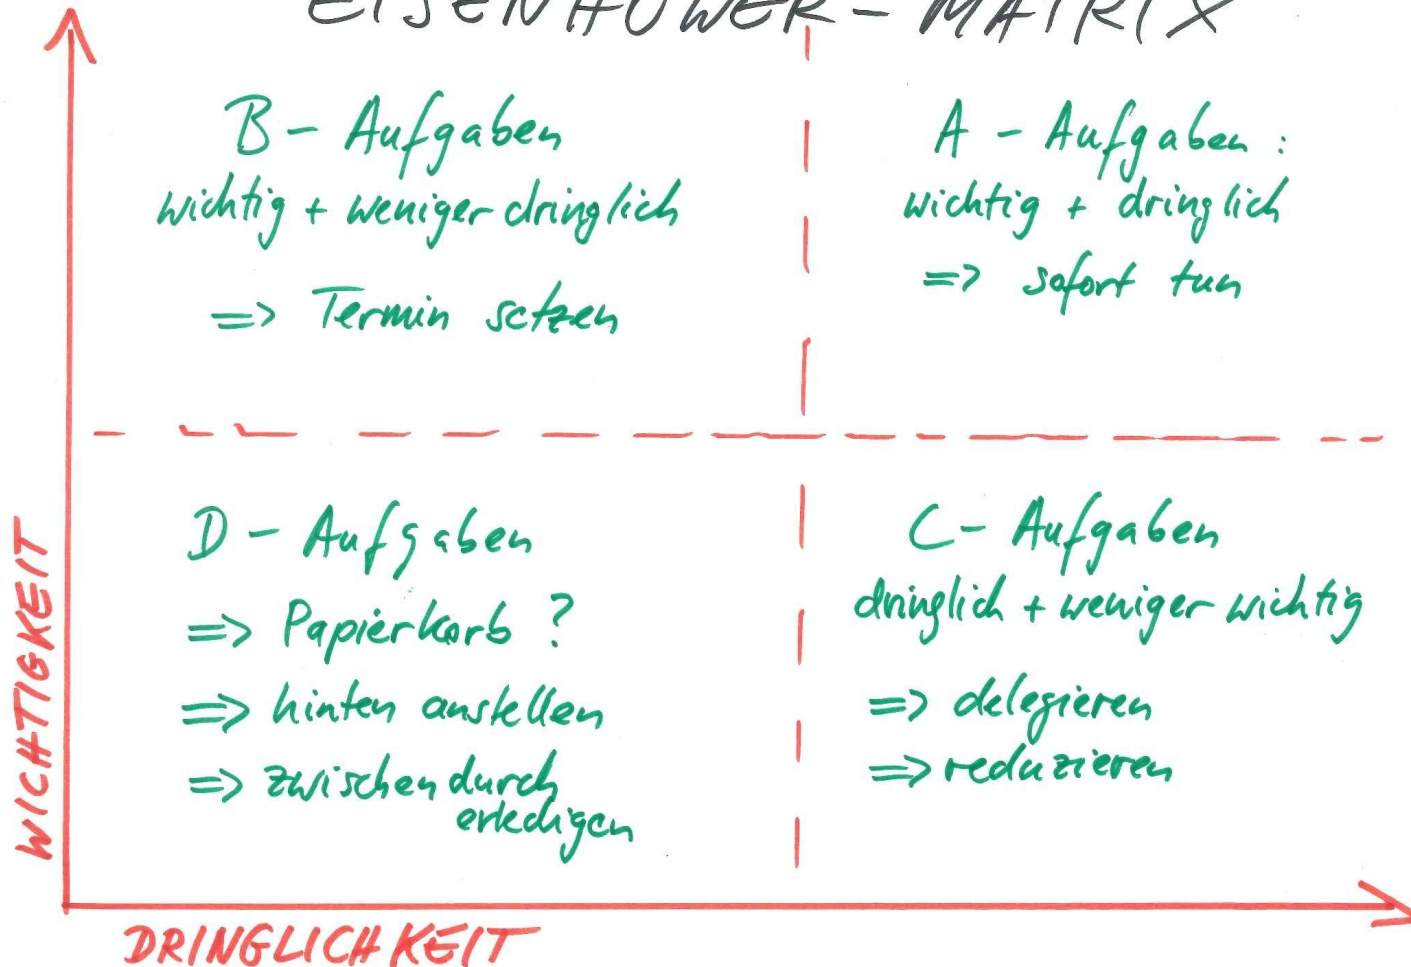 EISENHOWER-MATRIX
B - Aufgaben
wichtig + weniger dringlich
=> Termin setzen
A - Aufgaben:
wichtig + dringlich
=> sofort tun
D - Aufgaben
=> Papierkorb?
=> hinten anstellen
=> zwischendurch
erledigen
C - Aufgaben
dringlich + weniger wichtig
=> delegieren
=> reduzieren
WICHTIGKEIT
DRINGLICHKEIT